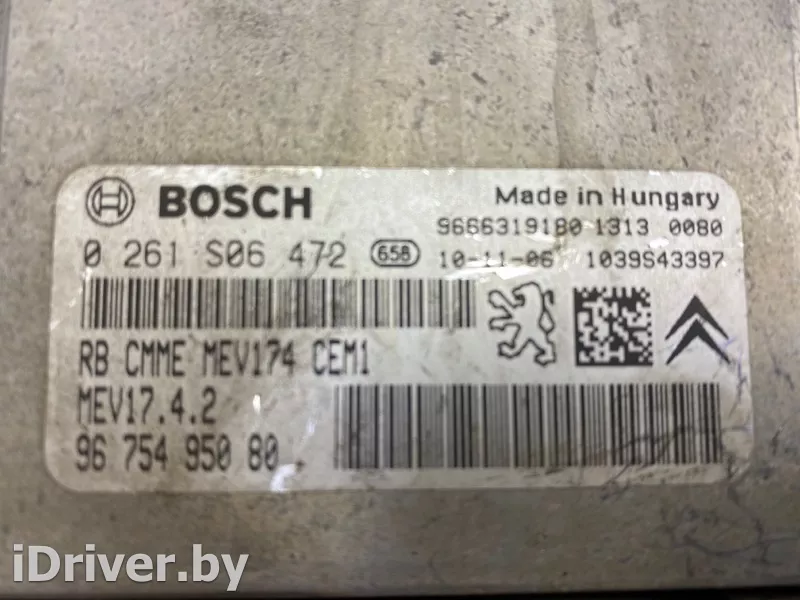 BOSCH
Made in Hungary
9666319180 1313 0080
0 261 S06 472 658 10-11-06 1039S43397
RB CMME MEV174 CEM1
MEV17.4.2
96 754 950 80
iDriver.by